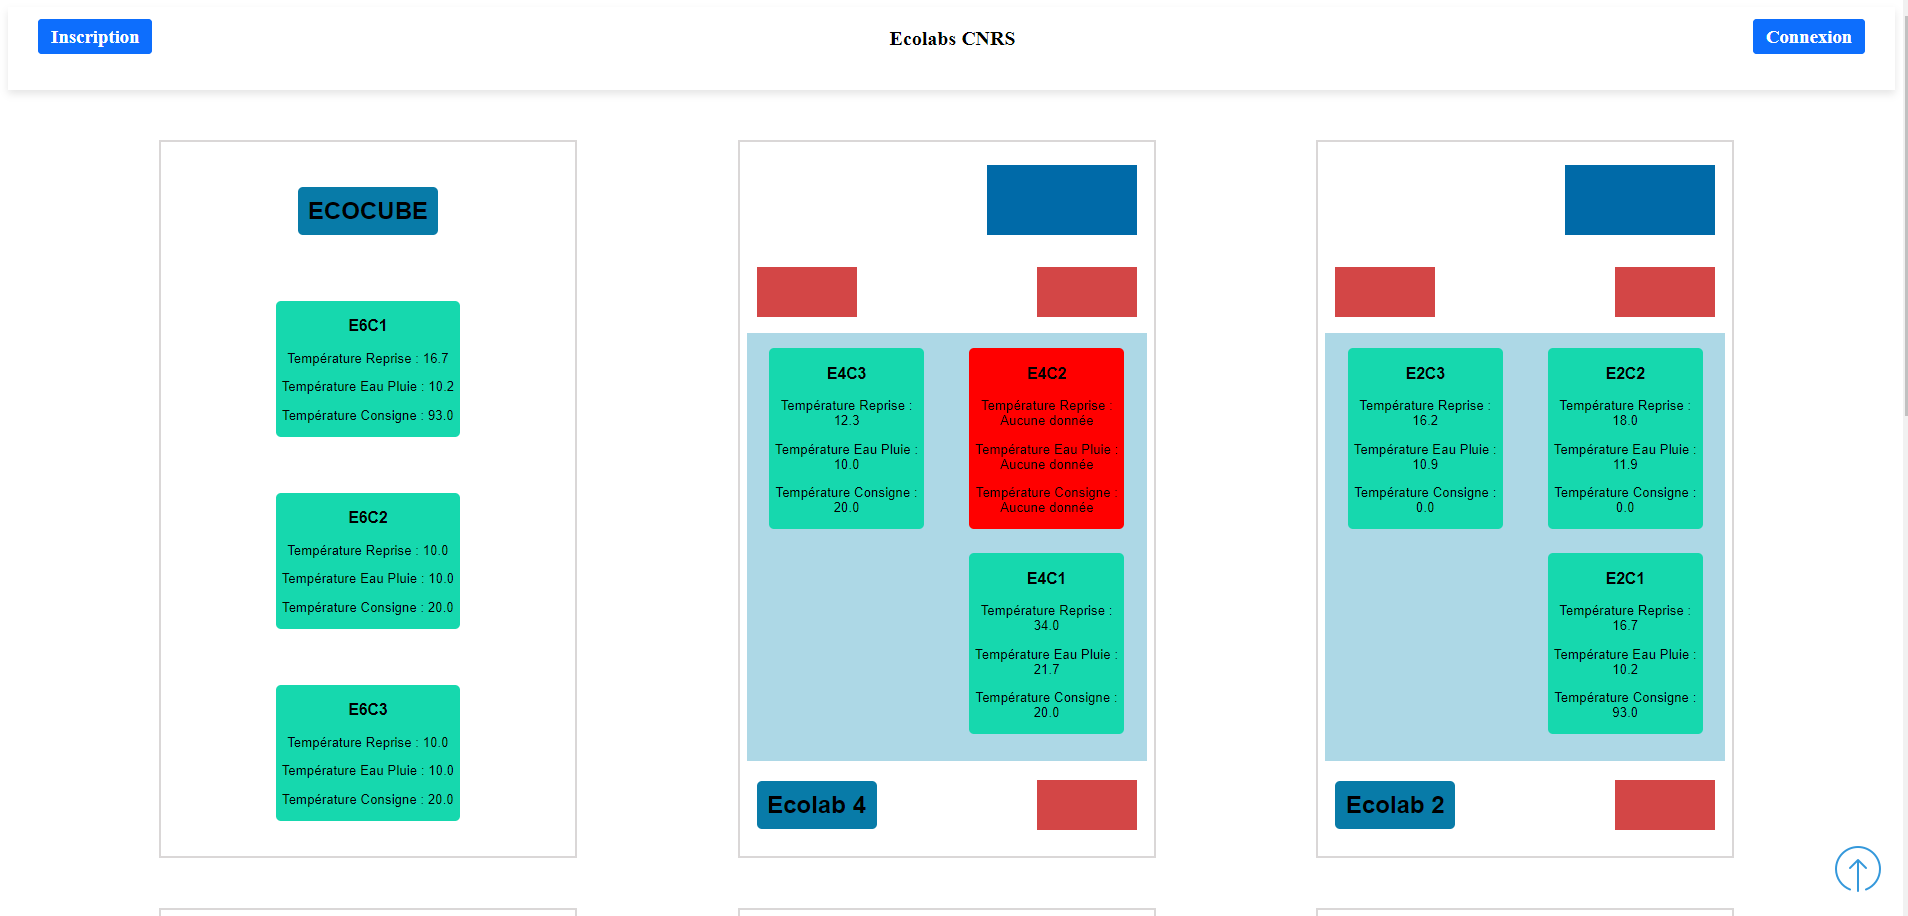 Inscription
Ecolabs CNRS
Connexion
ECOCUBE
E6C1
Température Reprise : 16.7
Température Eau Pluie : 10.2
Température Consigne : 93.0
E6C2
Température Reprise : 10.0
Température Eau Pluie : 10.0
Température Consigne : 20.0
E6C3
Température Reprise : 10.0
Température Eau Pluie : 10.0
Température Consigne : 20.0
E4C3
Température Reprise :
12.3
Température Eau Pluie :
10.0
Température Consigne :
20.0
E4C2
Température Reprise :
Aucune donnée
Température Eau Pluie :
Aucune donnée
Température Consigne :
Aucune donnée
E4C1
Température Reprise :
34.0
Température Eau Pluie :
21.7
Température Consigne :
20.0
Ecolab 4
E2C3
Température Reprise :
16.2
Température Eau Pluie :
10.9
Température Consigne :
0.0
E2C2
Température Reprise :
18.0
Température Eau Pluie :
11.9
Température Consigne :
0.0
E2C1
Température Reprise :
16.7
Température Eau Pluie :
10.2
Température Consigne :
93.0
Ecolab 2